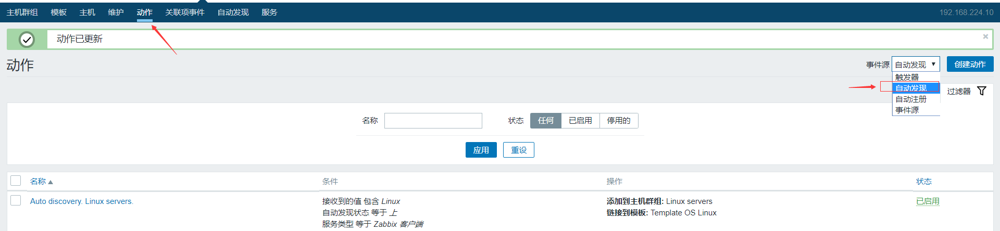 主机群组 模板 主机 维护 动作 关联项事件 自动发现 服务 192.168.224.10
动作已更新
动作
事件源 自动发现 创建动作
触发器
自动发现
自动注册
事件源
过滤器
名称 状态 任何 已启用 停用的
应用 重设
名称 条件 操作 状态
Auto discovery. Linux servers. 接收到的值 包含 Linux 添加到主机群组: Linux servers 已启用
自动发现状态 等于 上 链接到模板: Template OS Linux
服务类型 等于 Zabbix 客户端